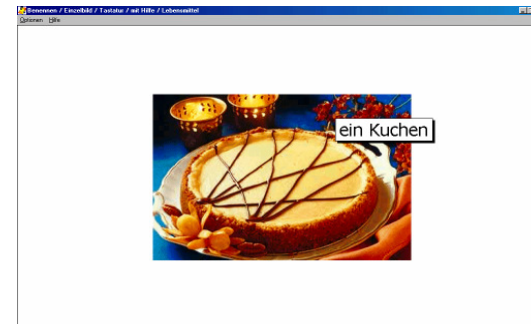 Benennen / Einzelbild / Tastatur / mit Hilfe / Lebensmittel
Optionen Hilfe
ein Kuchen